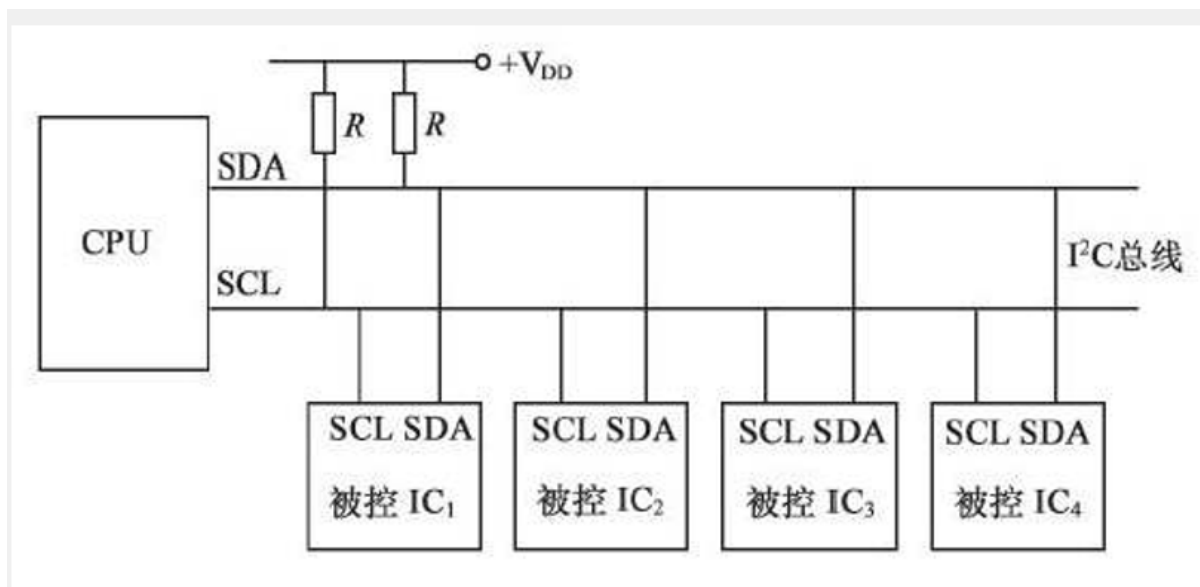 +V_DD
R R
SDA
CPU
I²C总线
SCL
SCL SDA
被控 IC₁
SCL SDA
被控 IC₂
SCL SDA
被控 IC₃
SCL SDA
被控 IC₄